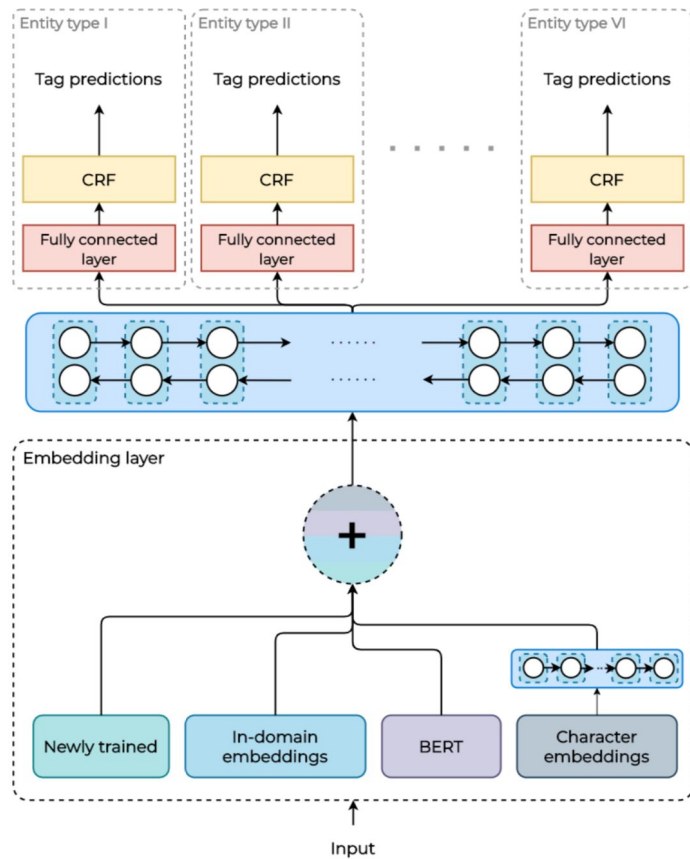 Entity type I
Entity type II
Entity type VI
Tag predictions
Tag predictions
Tag predictions
CRF
CRF
CRF
Fully connected
layer
Fully connected
layer
Fully connected
layer
Embedding layer
+
Newly trained
In-domain
embeddings
BERT
Character
embeddings
Input